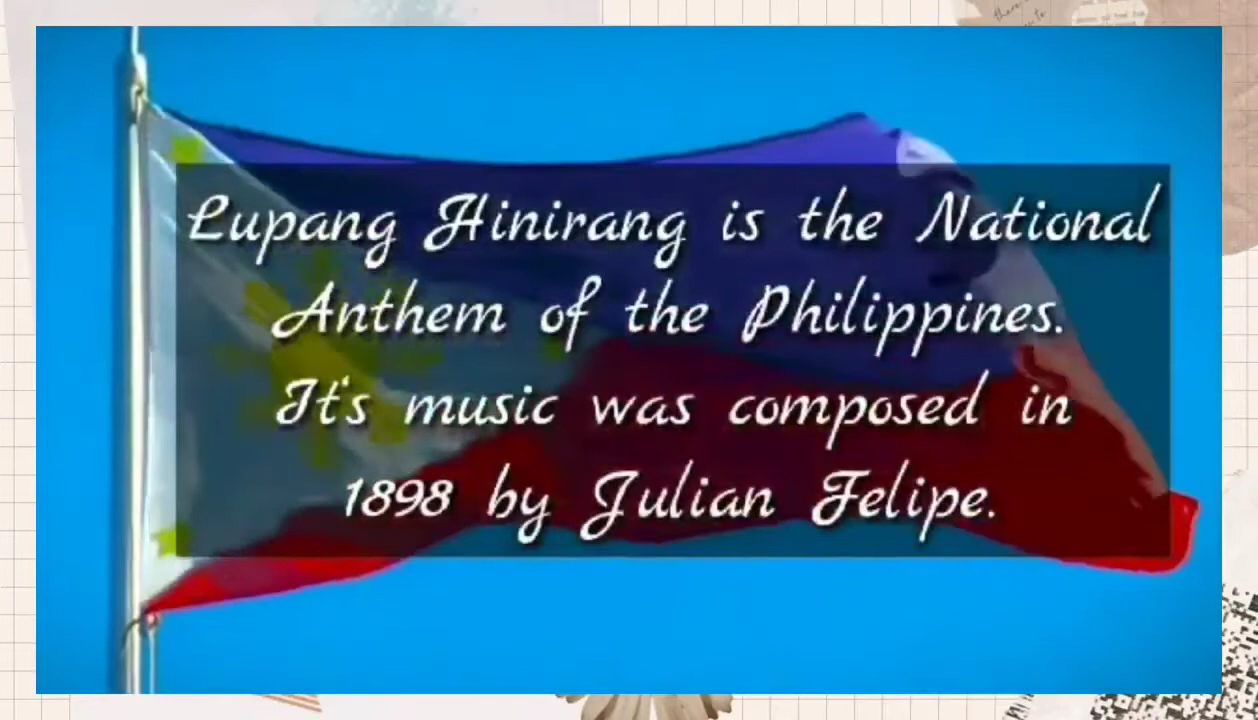 Lupang Hinirang is the National
Anthem of the Philippines.
It's music was composed in
1898 by Julian Felipe.